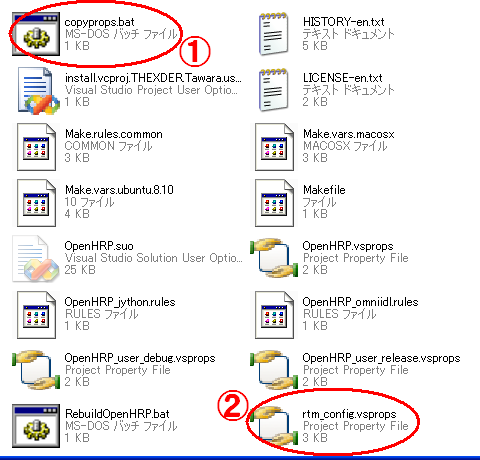 copyprops.bat
MS-DOS バッチ ファイル
1 KB
①
HISTORY-en.txt
テキスト ドキュメント
5 KB
install.vcproj.THEXDER.Tawara.us...
Visual Studio Project User Optio...
1 KB
LICENSE-en.txt
テキスト ドキュメント
2 KB
Make.rules.common
COMMON ファイル
3 KB
Make.vars.macosx
MACOSX ファイル
3 KB
Make.vars.ubuntu.8.10
10 ファイル
4 KB
Makefile
ファイル
1 KB
OpenHRP.suo
Visual Studio Solution User Optio...
25 KB
OpenHRP.vsprops
Project Property File
2 KB
OpenHRP_jython.rules
RULES ファイル
1 KB
OpenHRP_omniidl.rules
RULES ファイル
1 KB
OpenHRP_user_debug.vsprops
Project Property File
2 KB
OpenHRP_user_release.vsprops
Project Property File
2 KB
RebuildOpenHRP.bat
MS-DOS バッチ ファイル
1 KB
②
rtm_config.vsprops
Project Property File
3 KB